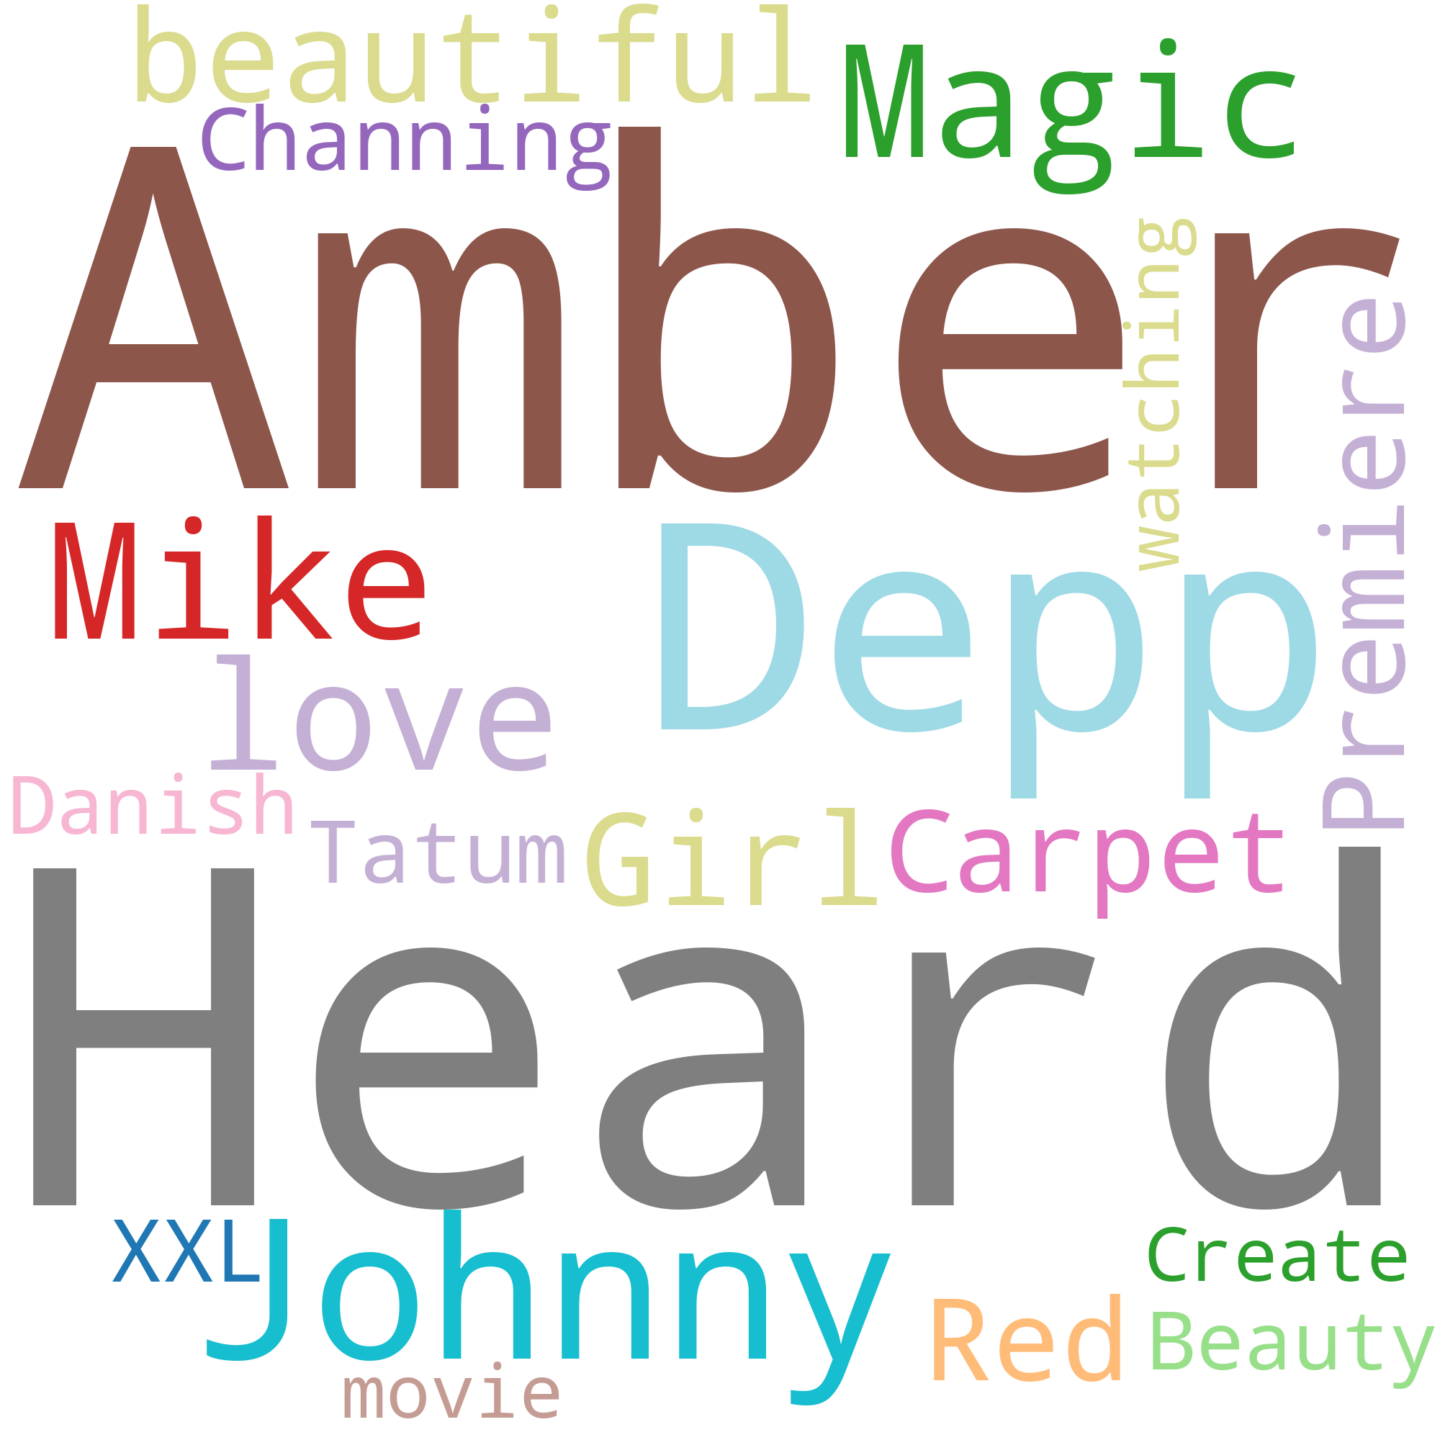 beautiful
Magic
Channing
Amber
watching
Premiere
Mike
Depp
love
Danish
Tatum
Girl
Carpet
Heard
XXL
Johnny
Create
Red
Beauty
movie